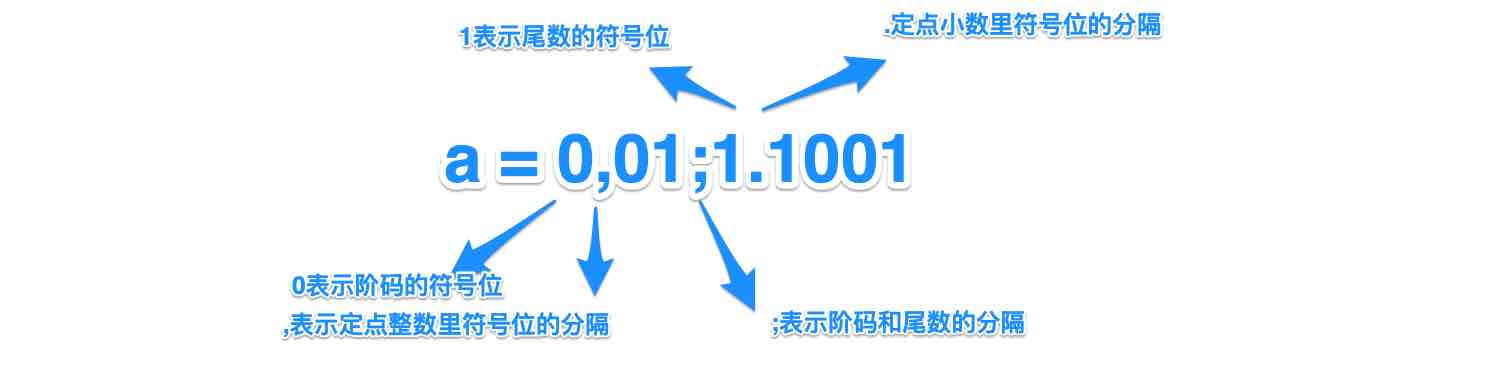 1表示尾数的符号位
.定点小数里符号位的分隔
a = 0,01;1.1001
0表示阶码的符号位
,表示定点整数里符号位的分隔
;表示阶码和尾数的分隔